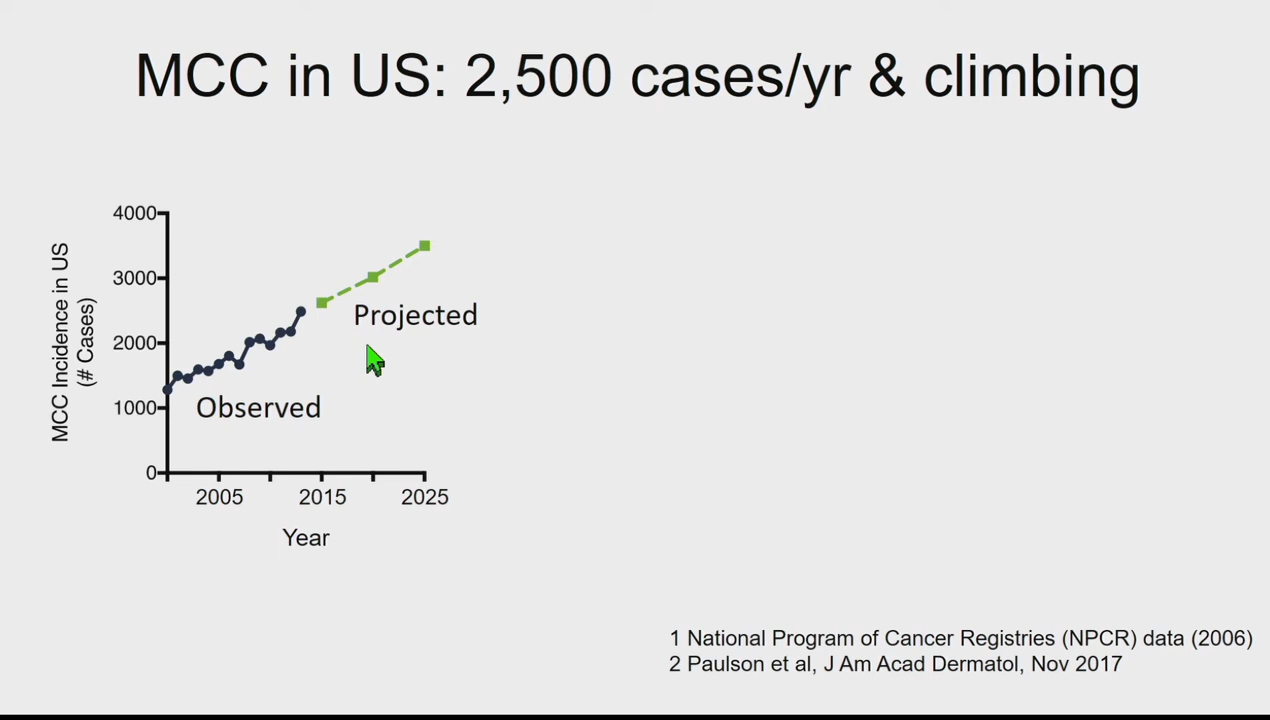 MCC in US: 2,500 cases/yr & climbing
MCC Incidence in US
(# Cases)
4000
3000
2000
1000
0
Projected
Observed
2005
2015
2025
Year
1 National Program of Cancer Registries (NPCR) data (2006)
2 Paulson et al, J Am Acad Dermatol, Nov 2017